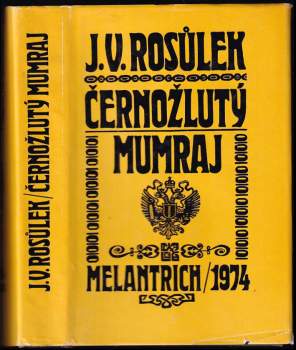 J.V. ROSŮLEK/ČERNOŽLUTÝ MUMRAJ
J.V. ROSŮLEK
ČERNOŽLUTÝ
MUMRAJ
MELANTRICH/1974